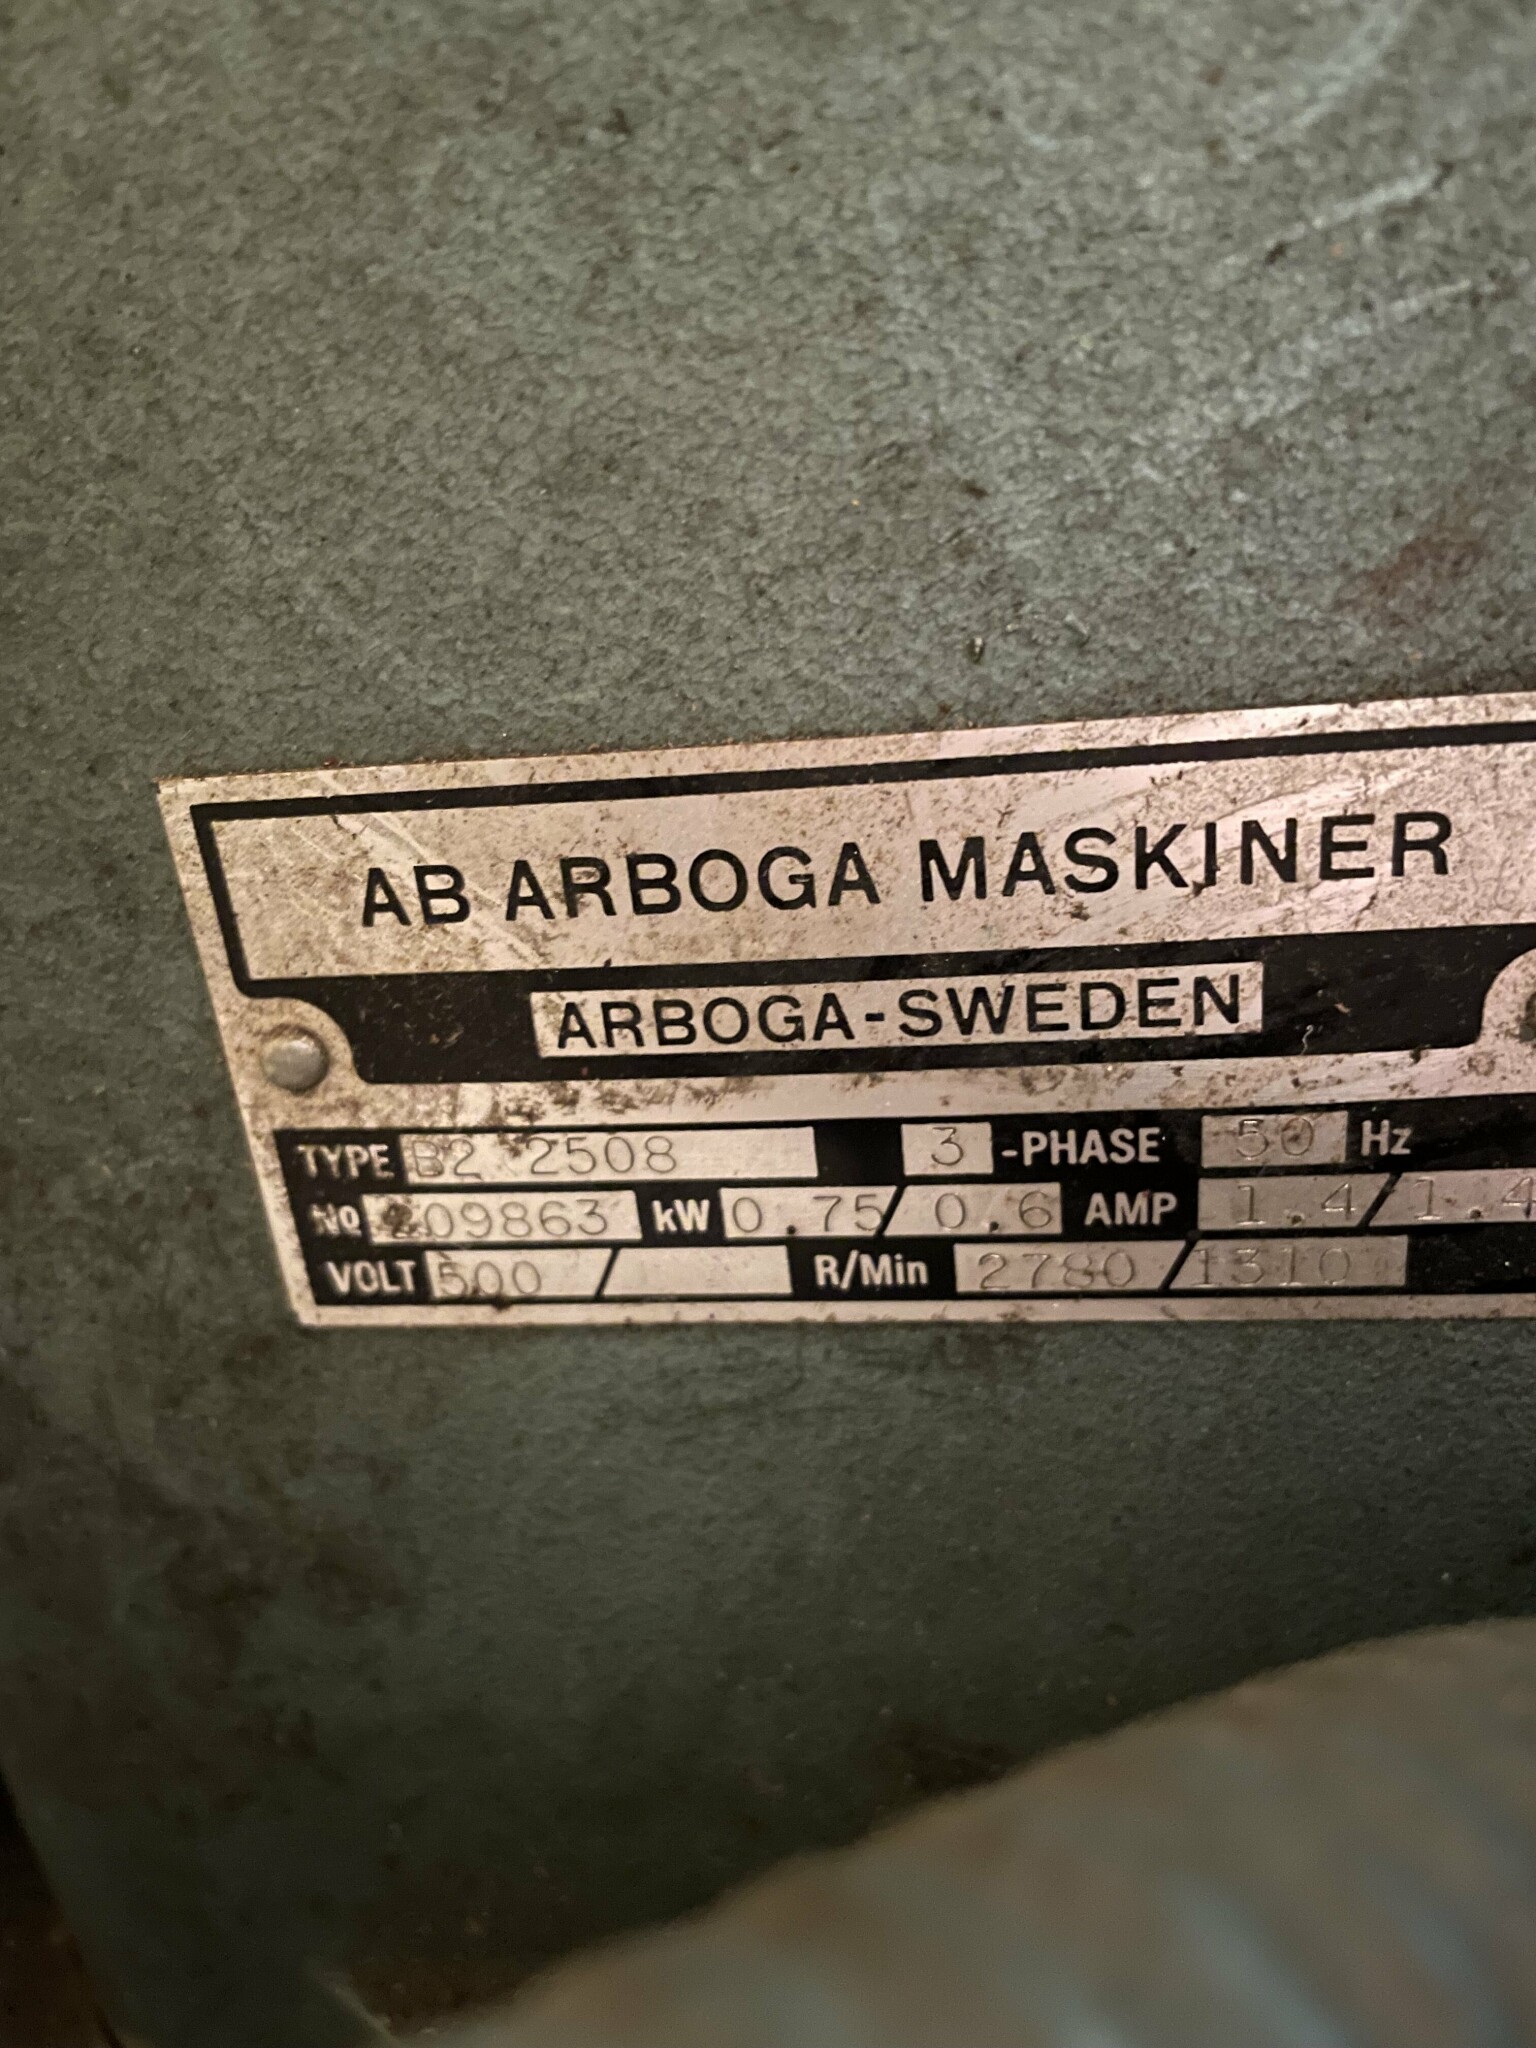 AB ARBOGA MASKINER
ARBOGA-SWEDEN
TYPE B2 2508 3 -PHASE 50 Hz
No 209863 kW 0.75/0.6 AMP 1.4/1.4
VOLT 500/ R/Min 2780/1310